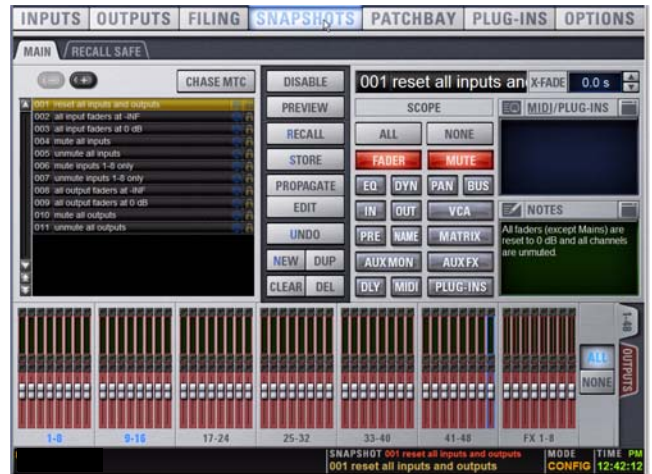 INPUTS OUTPUTS FILING SNAPSHOTS PATCHBAY PLUG-INS OPTIONS
MAIN RECALL SAFE
CHASE MTC
001 reset all inputs and outputs
002 all input faders at -INF
003 all input faders at 0 dB
004 mute all inputs
005 unmute all inputs
006 mute inputs 1-8 only
007 unmute inputs 1-8 only
008 all output faders at -INF
009 all output faders at 0 dB
010 mute all outputs
011 unmute all outputs
DISABLE
PREVIEW
RECALL
STORE
PROPAGATE
EDIT
UNDO
NEW DUP
CLEAR DEL
001 reset all inputs an X-FADE 0.0 s
SCOPE
ALL NONE
FADER MUTE
EQ DYN PAN BUS
IN OUT VCA
PRE NAME MATRIX
AUX MON AUX FX
DLY MIDI PLUG-INS
MIDI/PLUG-INS
NOTES
All faders (except Mains) are
reset to 0 dB and all channels
are unmuted.
1-48
OUTPUTS
ALL
NONE
1-8 9-16 17-24 25-32 33-40 41-48 FX 1-8
SNAPSHOT 001 reset all inputs and outputs
001 reset all inputs and outputs
MODE
CONFIG
TIME PM
12:42:12